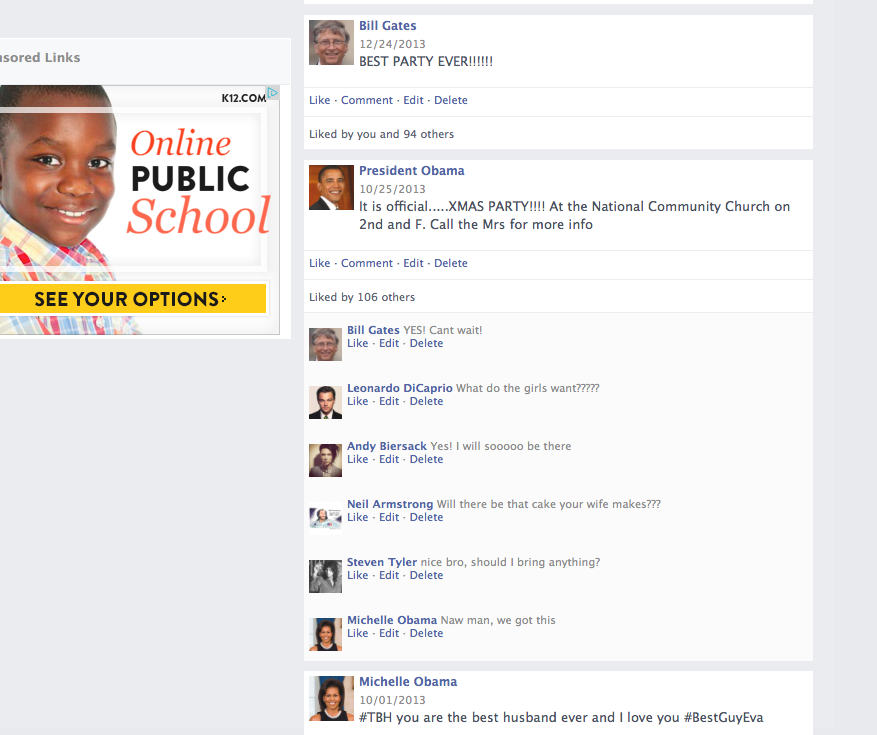 nsored Links
K12.COM
Online
PUBLIC
School
SEE YOUR OPTIONS
Bill Gates
12/24/2013
BEST PARTY EVER!!!!!!
Like · Comment · Edit · Delete
Liked by you and 94 others
President Obama
10/25/2013
It is official.....XMAS PARTY!!!! At the National Community Church on
2nd and F. Call the Mrs for more info
Like · Comment · Edit · Delete
Liked by 106 others
Bill Gates YES! Cant wait!
Like · Edit · Delete
Leonardo DiCaprio What do the girls want?????
Like · Edit · Delete
Andy Biersack Yes! I will sooooo be there
Like · Edit · Delete
Neil Armstrong Will there be that cake your wife makes???
Like · Edit · Delete
Steven Tyler nice bro, should I bring anything?
Like · Edit · Delete
Michelle Obama Naw man, we got this
Like · Edit · Delete
Michelle Obama
10/01/2013
#TBH you are the best husband ever and I love you #BestGuyEva